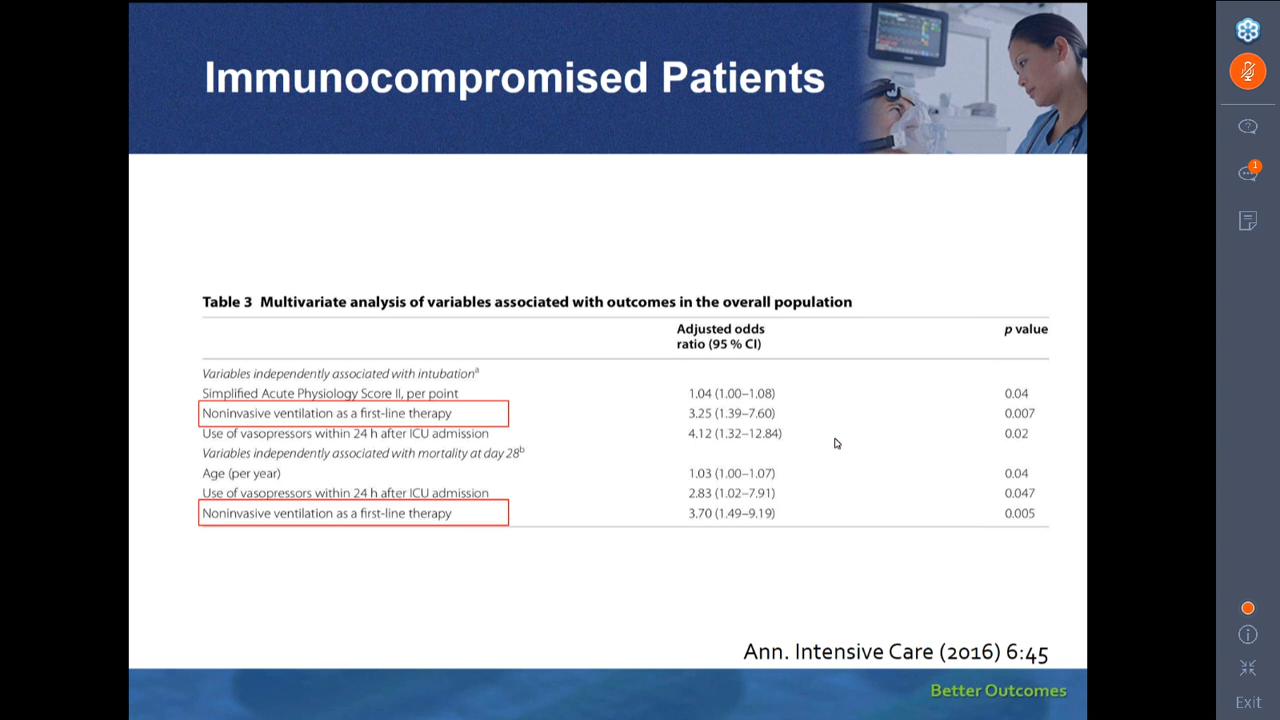 Immunocompromised Patients
Table 3 Multivariate analysis of variables associated with outcomes in the overall population
Adjusted odds ratio (95 % CI) p value
Variables independently associated with intubationa
Simplified Acute Physiology Score II, per point 1.04 (1.00–1.08) 0.04
Noninvasive ventilation as a first-line therapy 3.25 (1.39–7.60) 0.007
Use of vasopressors within 24 h after ICU admission 4.12 (1.32–12.84) 0.02
Variables independently associated with mortality at day 28b
Age (per year) 1.03 (1.00–1.07) 0.04
Use of vasopressors within 24 h after ICU admission 2.83 (1.02–7.91) 0.047
Noninvasive ventilation as a first-line therapy 3.70 (1.49–9.19) 0.005
Ann. Intensive Care (2016) 6:45
Better Outcomes
1
Exit